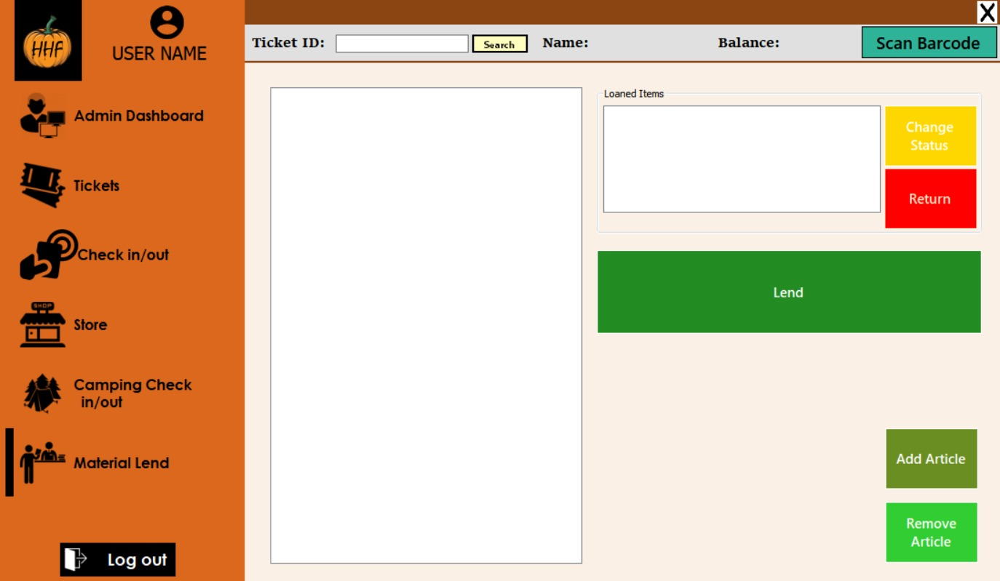 HHF
USER NAME
Admin Dashboard
Tickets
Check in/out
SHOP
Store
Camping Check
in/out
Material Lend
Log out
X
Ticket ID:
Search
Name:
Balance:
Scan Barcode
Loaned Items
Change
Status
Return
Lend
Add Article
Remove
Article